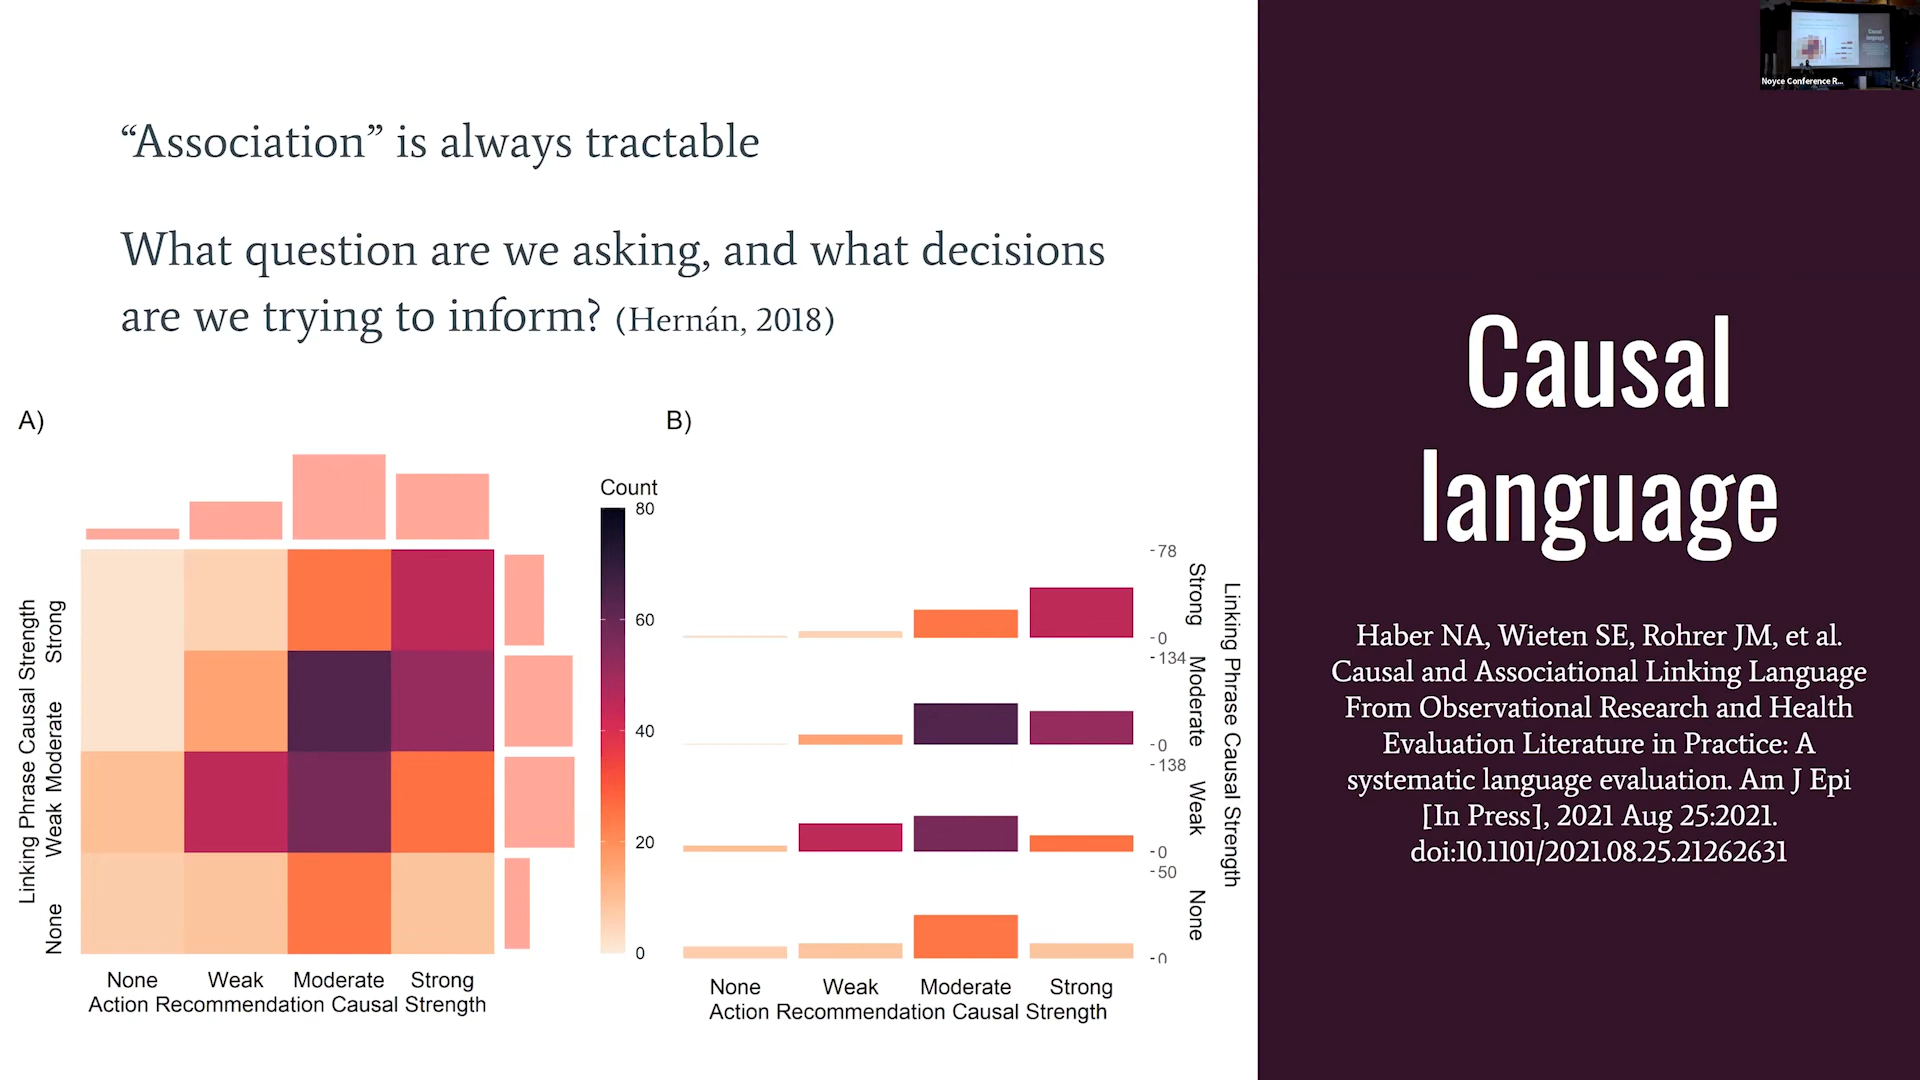 “Association” is always tractable
What question are we asking, and what decisions
are we trying to inform? (Hernán, 2018)
A)
Linking Phrase Causal Strength
Strong
Moderate
Weak
None
None Weak Moderate Strong
Action Recommendation Causal Strength
Count
80
60
40
20
0
B)
-78
-0
-134
-0
-138
-0
-50
-0
Strong
Moderate
Weak
None
Linking Phrase Causal Strength
None Weak Moderate Strong
Action Recommendation Causal Strength
Causal
language
Haber NA, Wieten SE, Rohrer JM, et al.
Causal and Associational Linking Language
From Observational Research and Health
Evaluation Literature in Practice: A
systematic language evaluation. Am J Epi
[In Press], 2021 Aug 25:2021.
doi:10.1101/2021.08.25.21262631
Causal
language
Noyce Conference R...